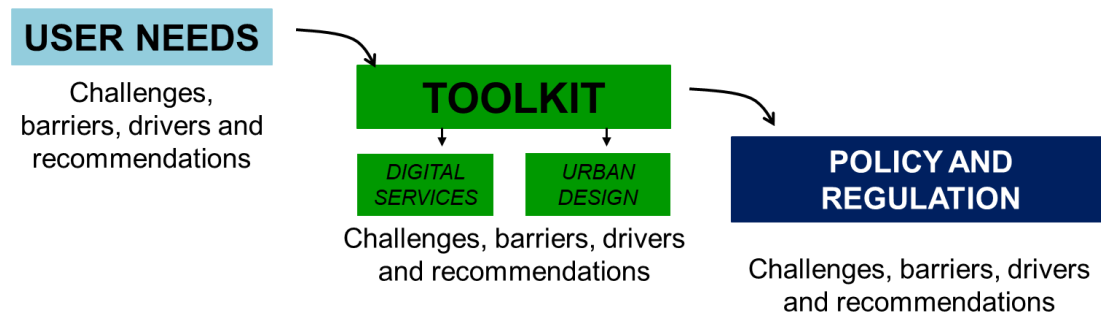 USER NEEDS
Challenges,
barriers, drivers and
recommendations
TOOLKIT
DIGITAL
SERVICES
URBAN
DESIGN
Challenges, barriers, drivers
and recommendations
POLICY AND
REGULATION
Challenges, barriers, drivers
and recommendations